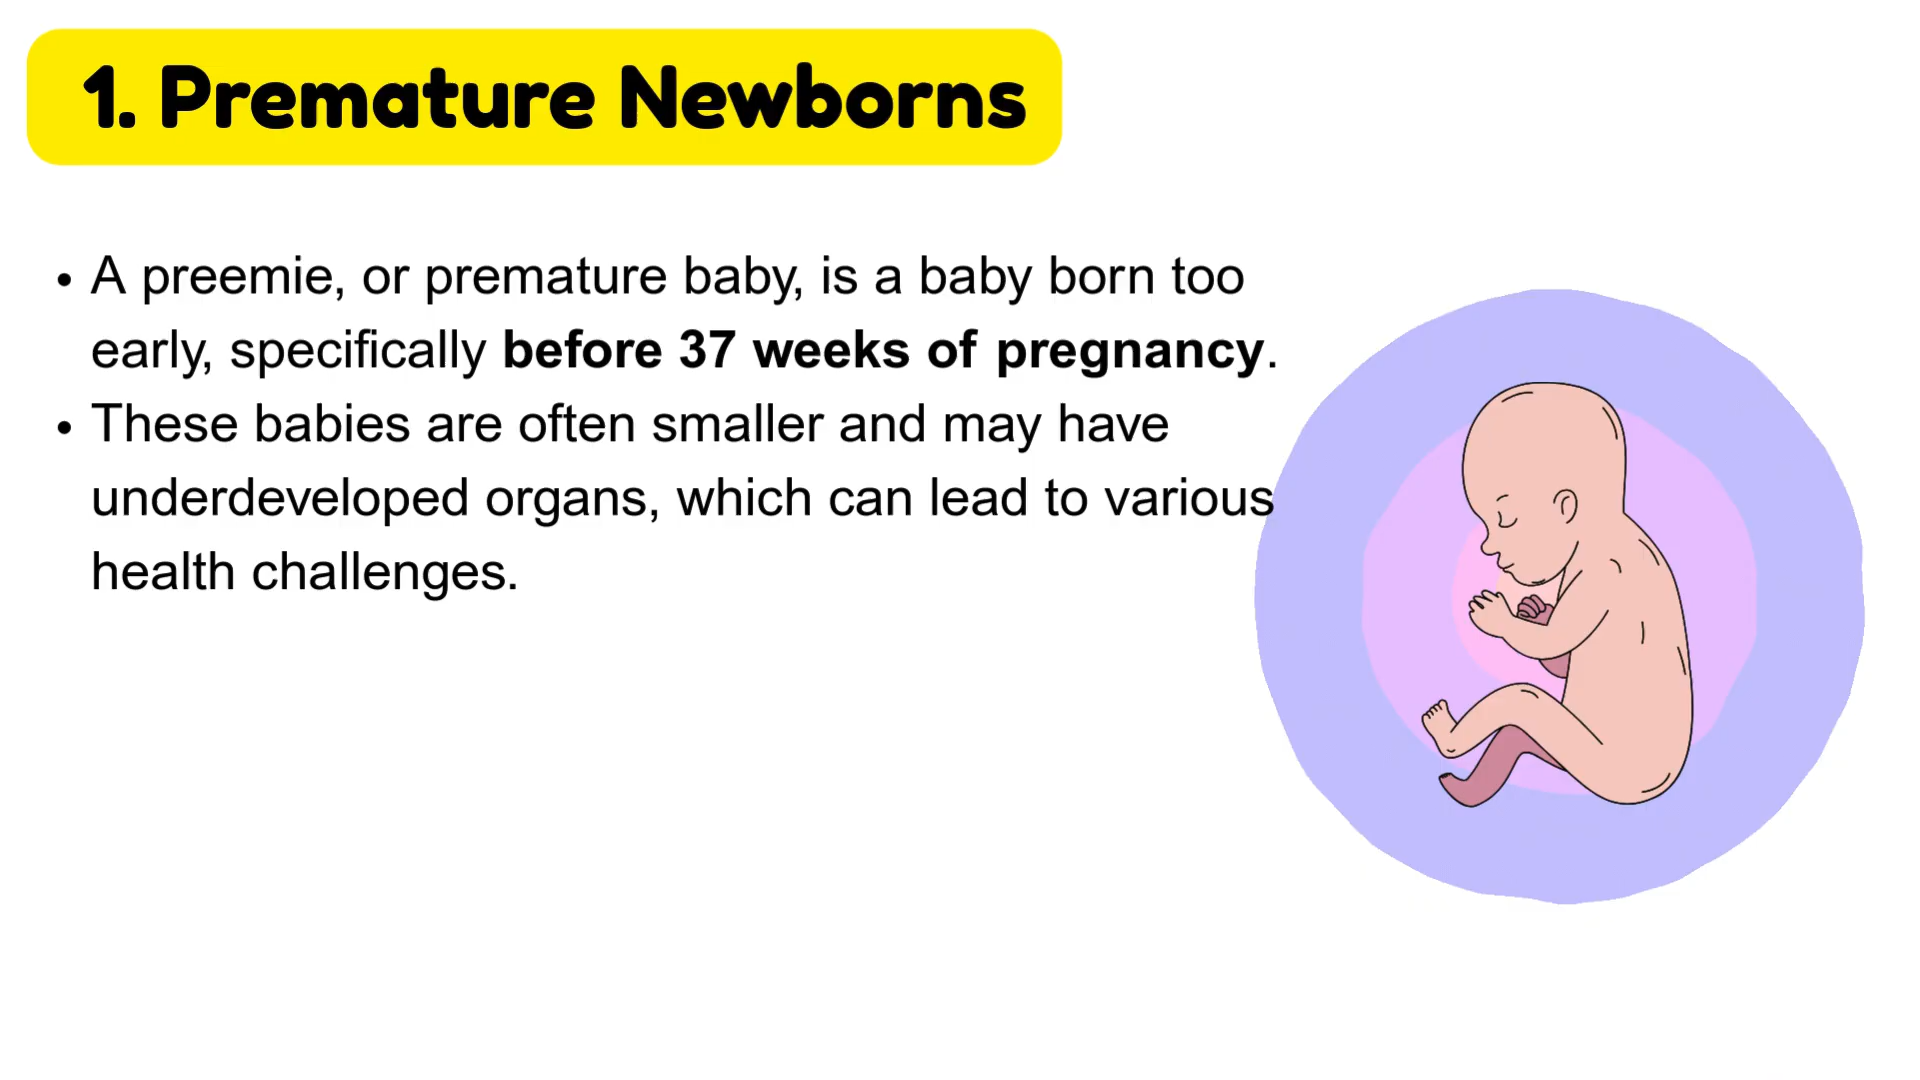 1. Premature Newborns
• A preemie, or premature baby, is a baby born too
early, specifically before 37 weeks of pregnancy.
• These babies are often smaller and may have
underdeveloped organs, which can lead to various
health challenges.